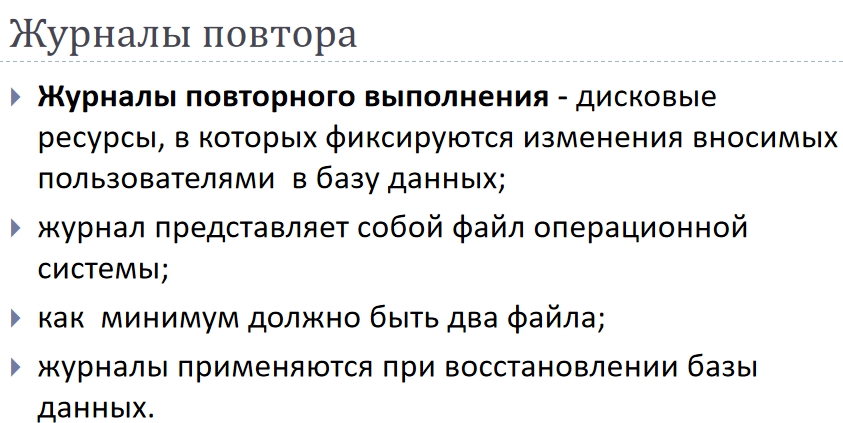 Журналы повтора
Журналы повторного выполнения - дисковые
ресурсы, в которых фиксируются изменения вносимых
пользователями  в базу данных;
журнал представляет собой файл операционной
системы;
как  минимум должно быть два файла;
журналы применяются при восстановлении базы
данных.